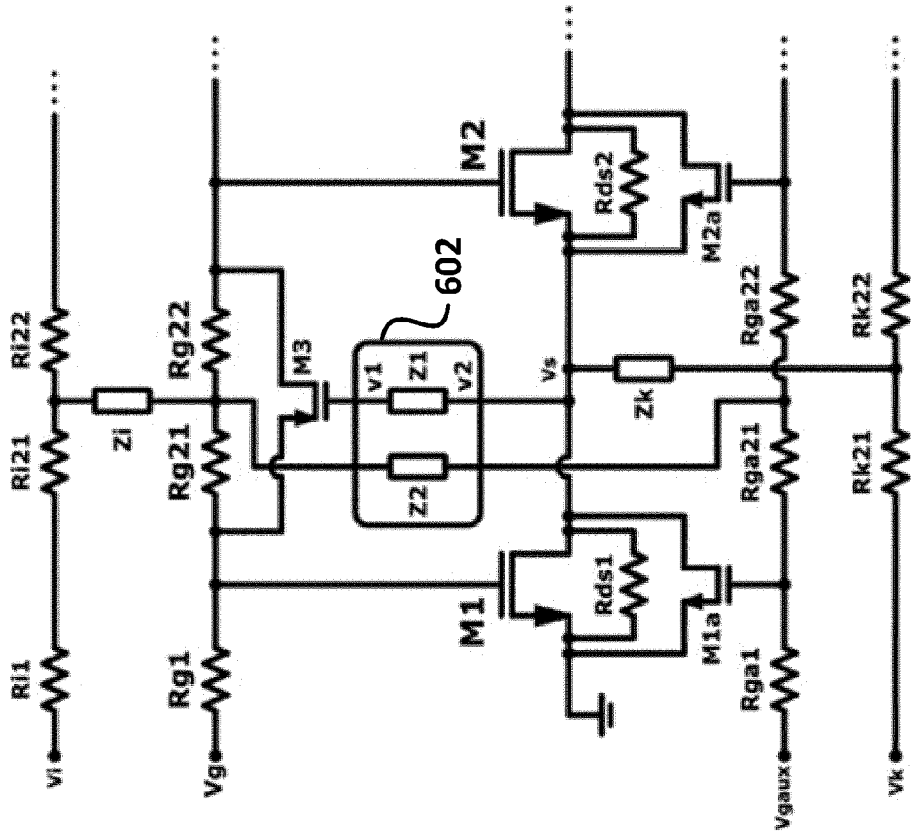 Vi
Ri1
Ri21
Ri22
...
Zi
Vg
Rg1
Rg21
Rg22
...
M3
602
v1
Z1
v2
Z2
M1
M2
...
Rds1
Rds2
Vs
Zk
M1a
M2a
Vgaux
Rga1
Rga21
Rga22
...
Vk
Rk21
Rk22
...